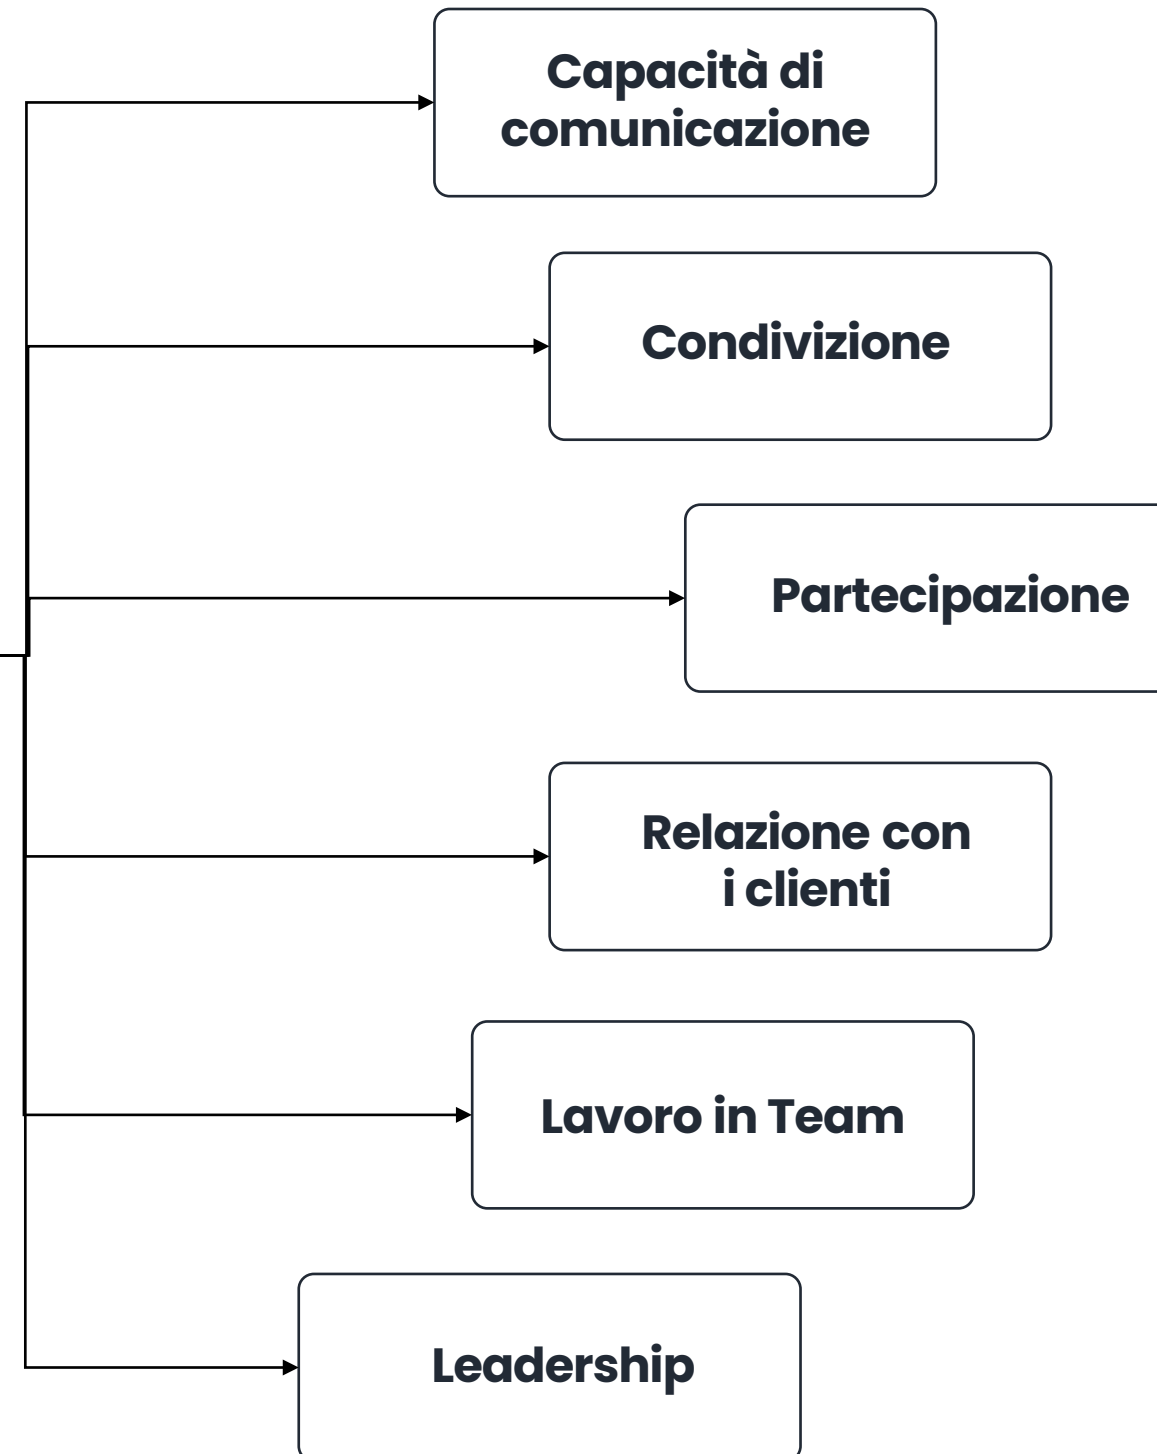 Capacità di
comunicazione
Condivizione
Partecipazione
Relazione con
i clienti
Lavoro in Team
Leadership